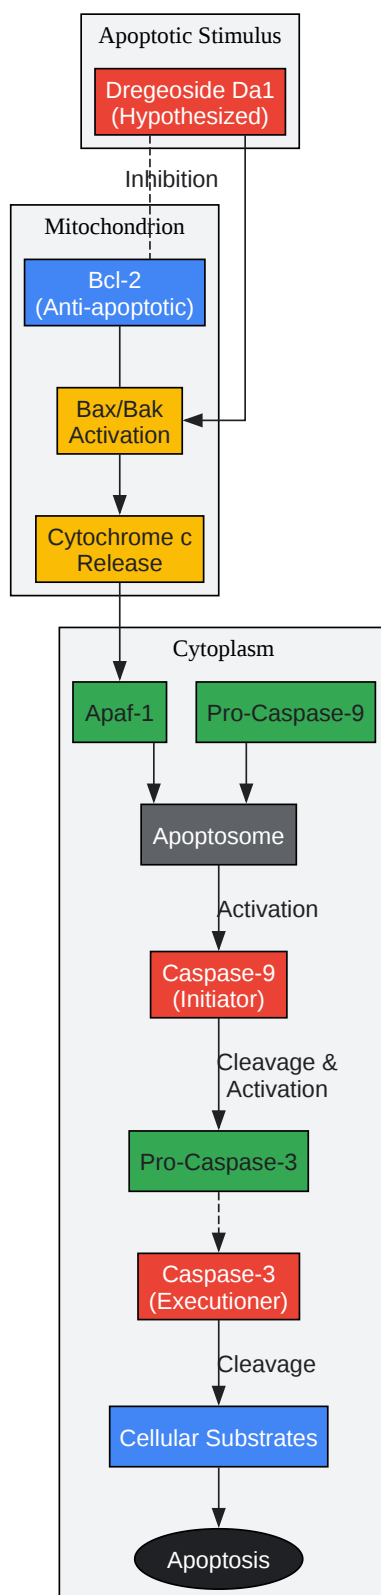 Apoptotic Stimulus
Dregeoside Da1
(Hypothesized)
Inhibition
Mitochondrion
Bcl-2
(Anti-apoptotic)
Bax/Bak
Activation
Cytochrome c
Release
Cytoplasm
Apaf-1
Pro-Caspase-9
Apoptosome
Activation
Caspase-9
(Initiator)
Cleavage &
Activation
Pro-Caspase-3
Caspase-3
(Executioner)
Cleavage
Cellular Substrates
Apoptosis